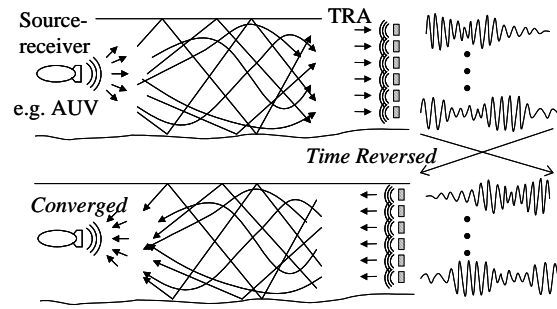 Source-
receiver
TRA
e.g. AUV
Time Reversed
Converged